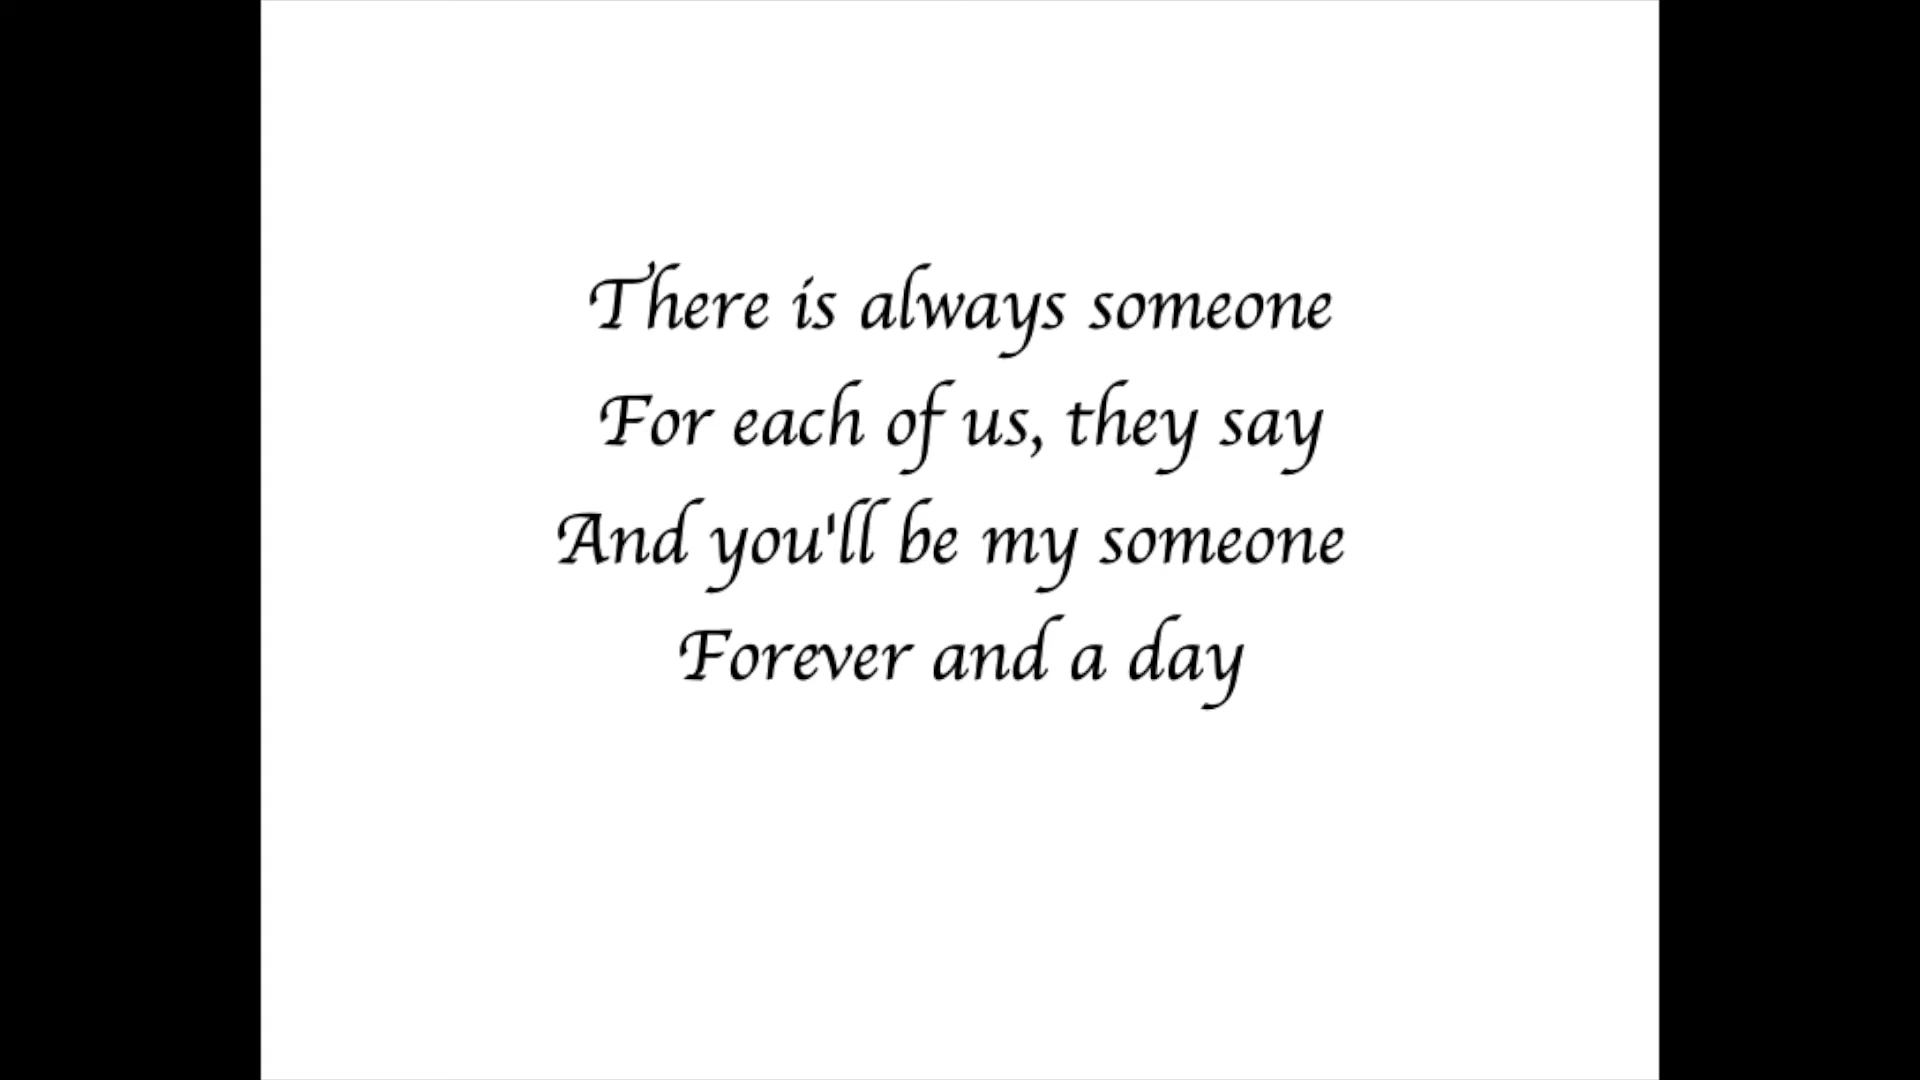 There is always someone
For each of us, they say
And you'll be my someone
Forever and a day